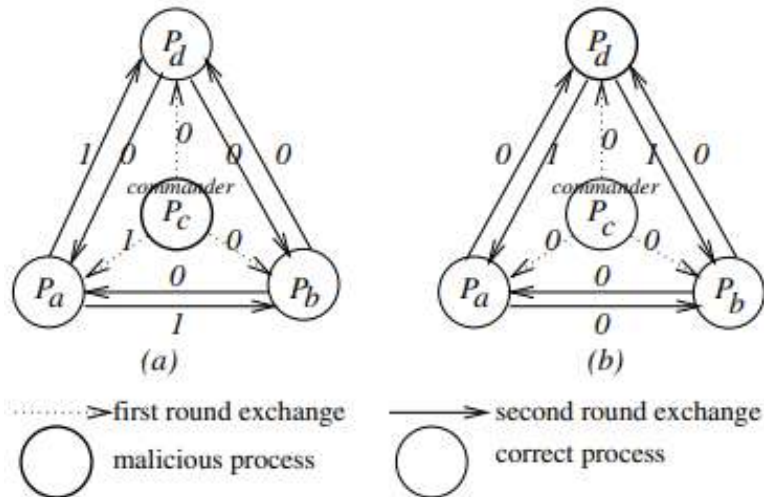 P_d P_d
1 0 0 0 0 0 1 0 1 0
commander commander
P_c P_c
1 0 0 0
P_a 0 P_b P_a 0 P_b
1 0
(a) (b)
first round exchange second round exchange
malicious process correct process